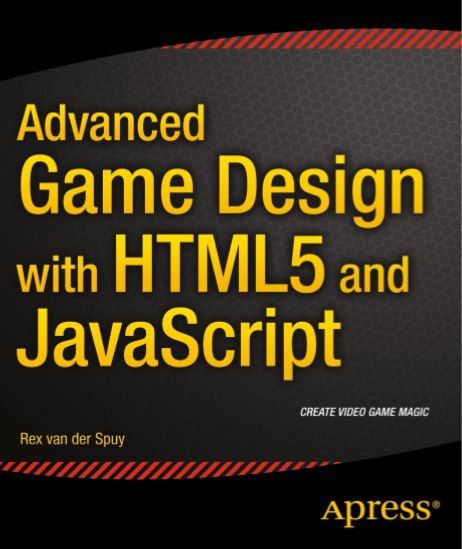 Advanced
Game Design
with HTML5 and
JavaScript
CREATE VIDEO GAME MAGIC
Rex van der Spuy
Apress®